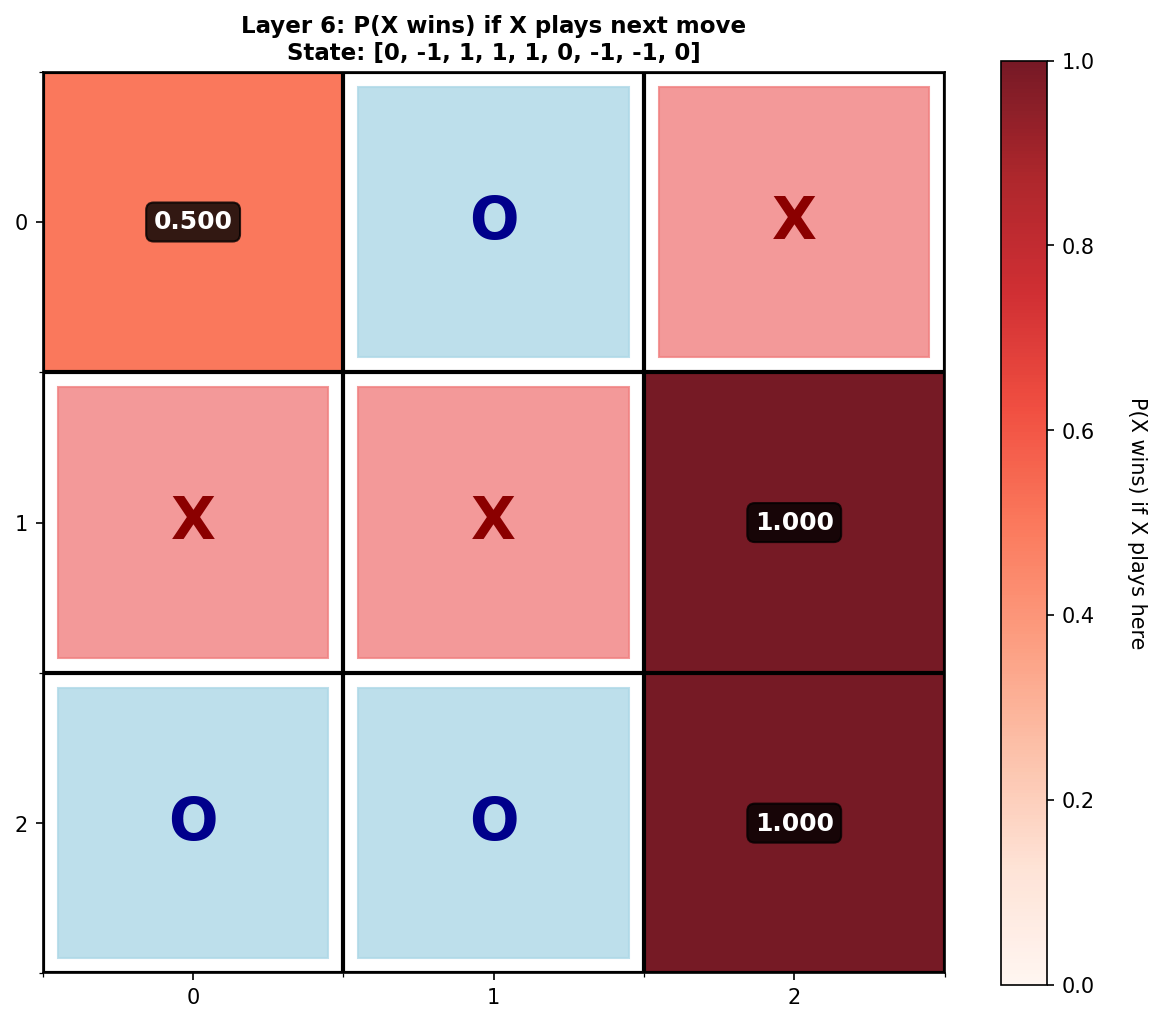 Layer 6: P(X wins) if X plays next move
State: [0, -1, 1, 1, 1, 0, -1, -1, 0]
0.500
O
X
0
X
X
1.000
1
O
O
1.000
2
0
1
2
1.0
0.8
0.6
0.4
0.2
0.0
P(X wins) if X plays here